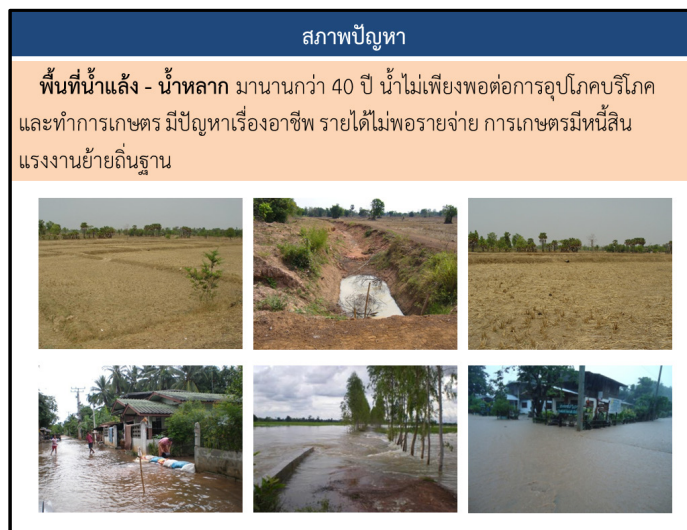 สภาพปัญหา
พื้นที่น้ำแล้ง - น้ำหลาก มานานกว่า 40 ปี น้ำไม่เพียงพอต่อการอุปโภคบริโภค
และทำการเกษตร มีปัญหาเรื่องอาชีพ รายได้ไม่พอรายจ่าย การเกษตรมีหนี้สิน
แรงงานย้ายถิ่นฐาน